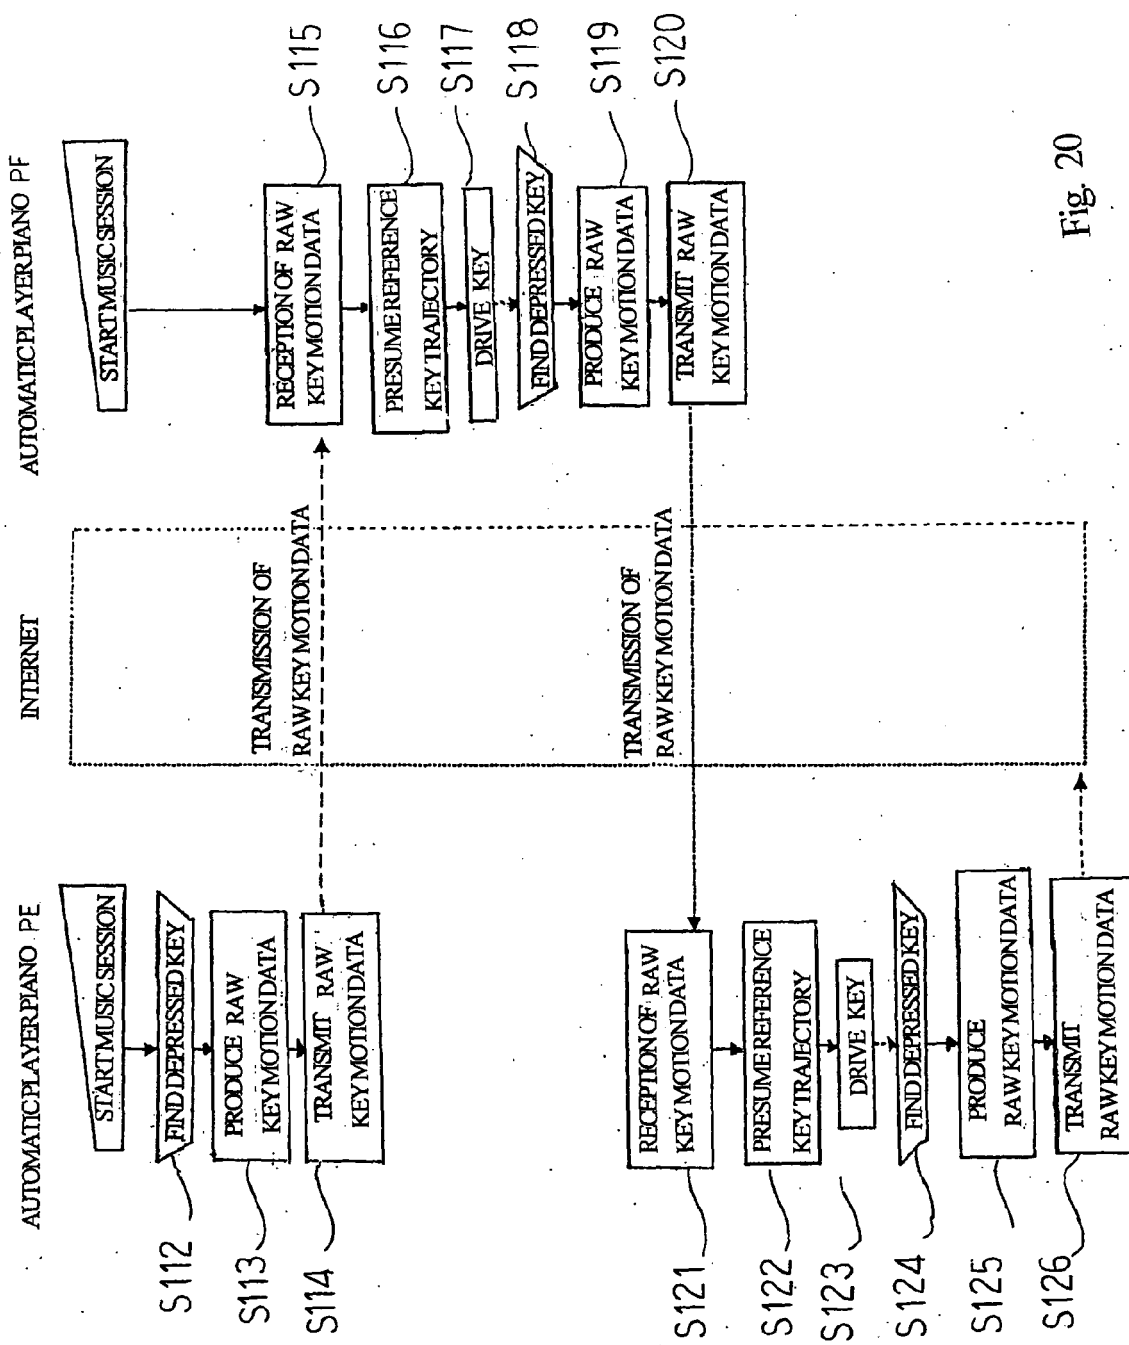 AUTOMATIC PLAYER PIANO PE
INTERNET
AUTOMATIC PLAYER PIANO PF
START MUSIC SESSION
S112
FIND DEPRESSED KEY
S113
PRODUCE RAW
KEY MOTION DATA
S114
TRANSMIT RAW
KEY MOTION DATA
TRANSMISSION OF
RAW KEY MOTION DATA
START MUSIC SESSION
RECEPTION OF RAW
KEY MOTION DATA
S115
PRESUME REFERENCE
KEY TRAJECTORY
S116
DRIVE KEY
S117
FIND DEPRESSED KEY
S118
PRODUCE RAW
KEY MOTION DATA
S119
TRANSMIT RAW
KEY MOTION DATA
S120
TRANSMISSION OF
RAW KEY MOTION DATA
S121
RECEPTION OF RAW
KEY MOTION DATA
S122
PRESUME REFERENCE
KEY TRAJECTORY
S123
DRIVE KEY
S124
FIND DEPRESSED KEY
S125
PRODUCE
RAW KEY MOTION DATA
S126
TRANSMIT
RAW KEY MOTION DATA
Fig. 20